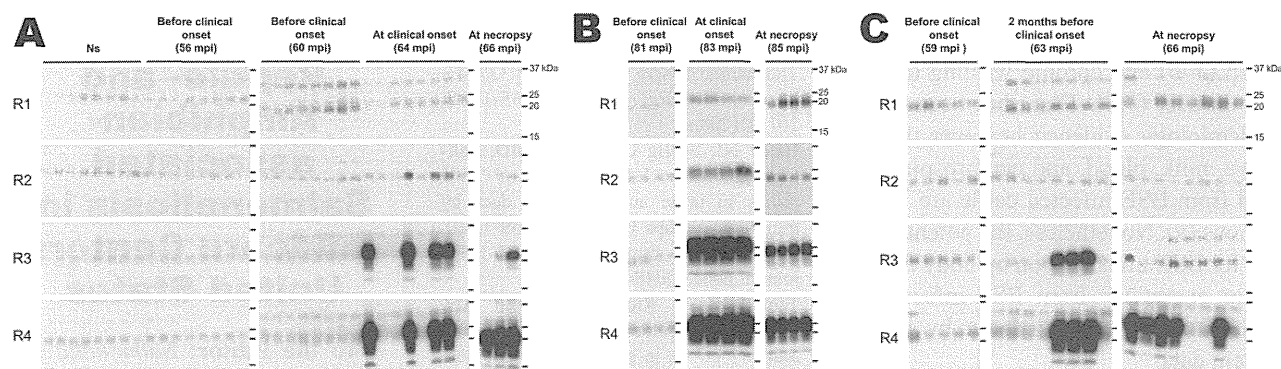 A
Ns
Before clinical
onset
(56 mpi)
Before clinical
onset
(60 mpi)
At clinical onset
(64 mpi)
At necropsy
(66 mpi)
37 kDa
25
20
15
R1
R2
R3
R4
B
Before clinical
onset
(81 mpi)
At clinical
onset
(83 mpi)
At necropsy
(85 mpi)
37 kDa
25
20
15
R1
R2
R3
R4
C
Before clinical
onset
(59 mpi )
2 months before
clinical onset
(63 mpi)
At necropsy
(66 mpi)
37 kDa
25
20
15
R1
R2
R3
R4